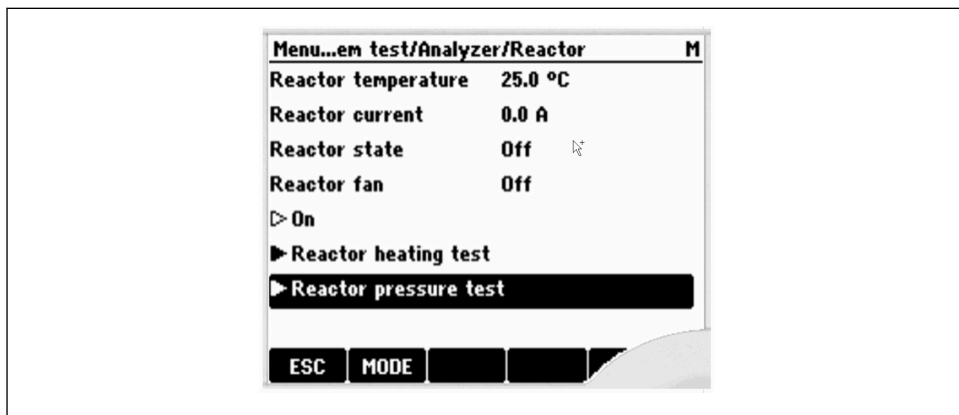 Menu...em test/Analyzer/Reactor M
Reactor temperature 25.0 ºC
Reactor current 0.0 A
Reactor state Off
Reactor fan Off
On
Reactor heating test
Reactor pressure test
ESC MODE